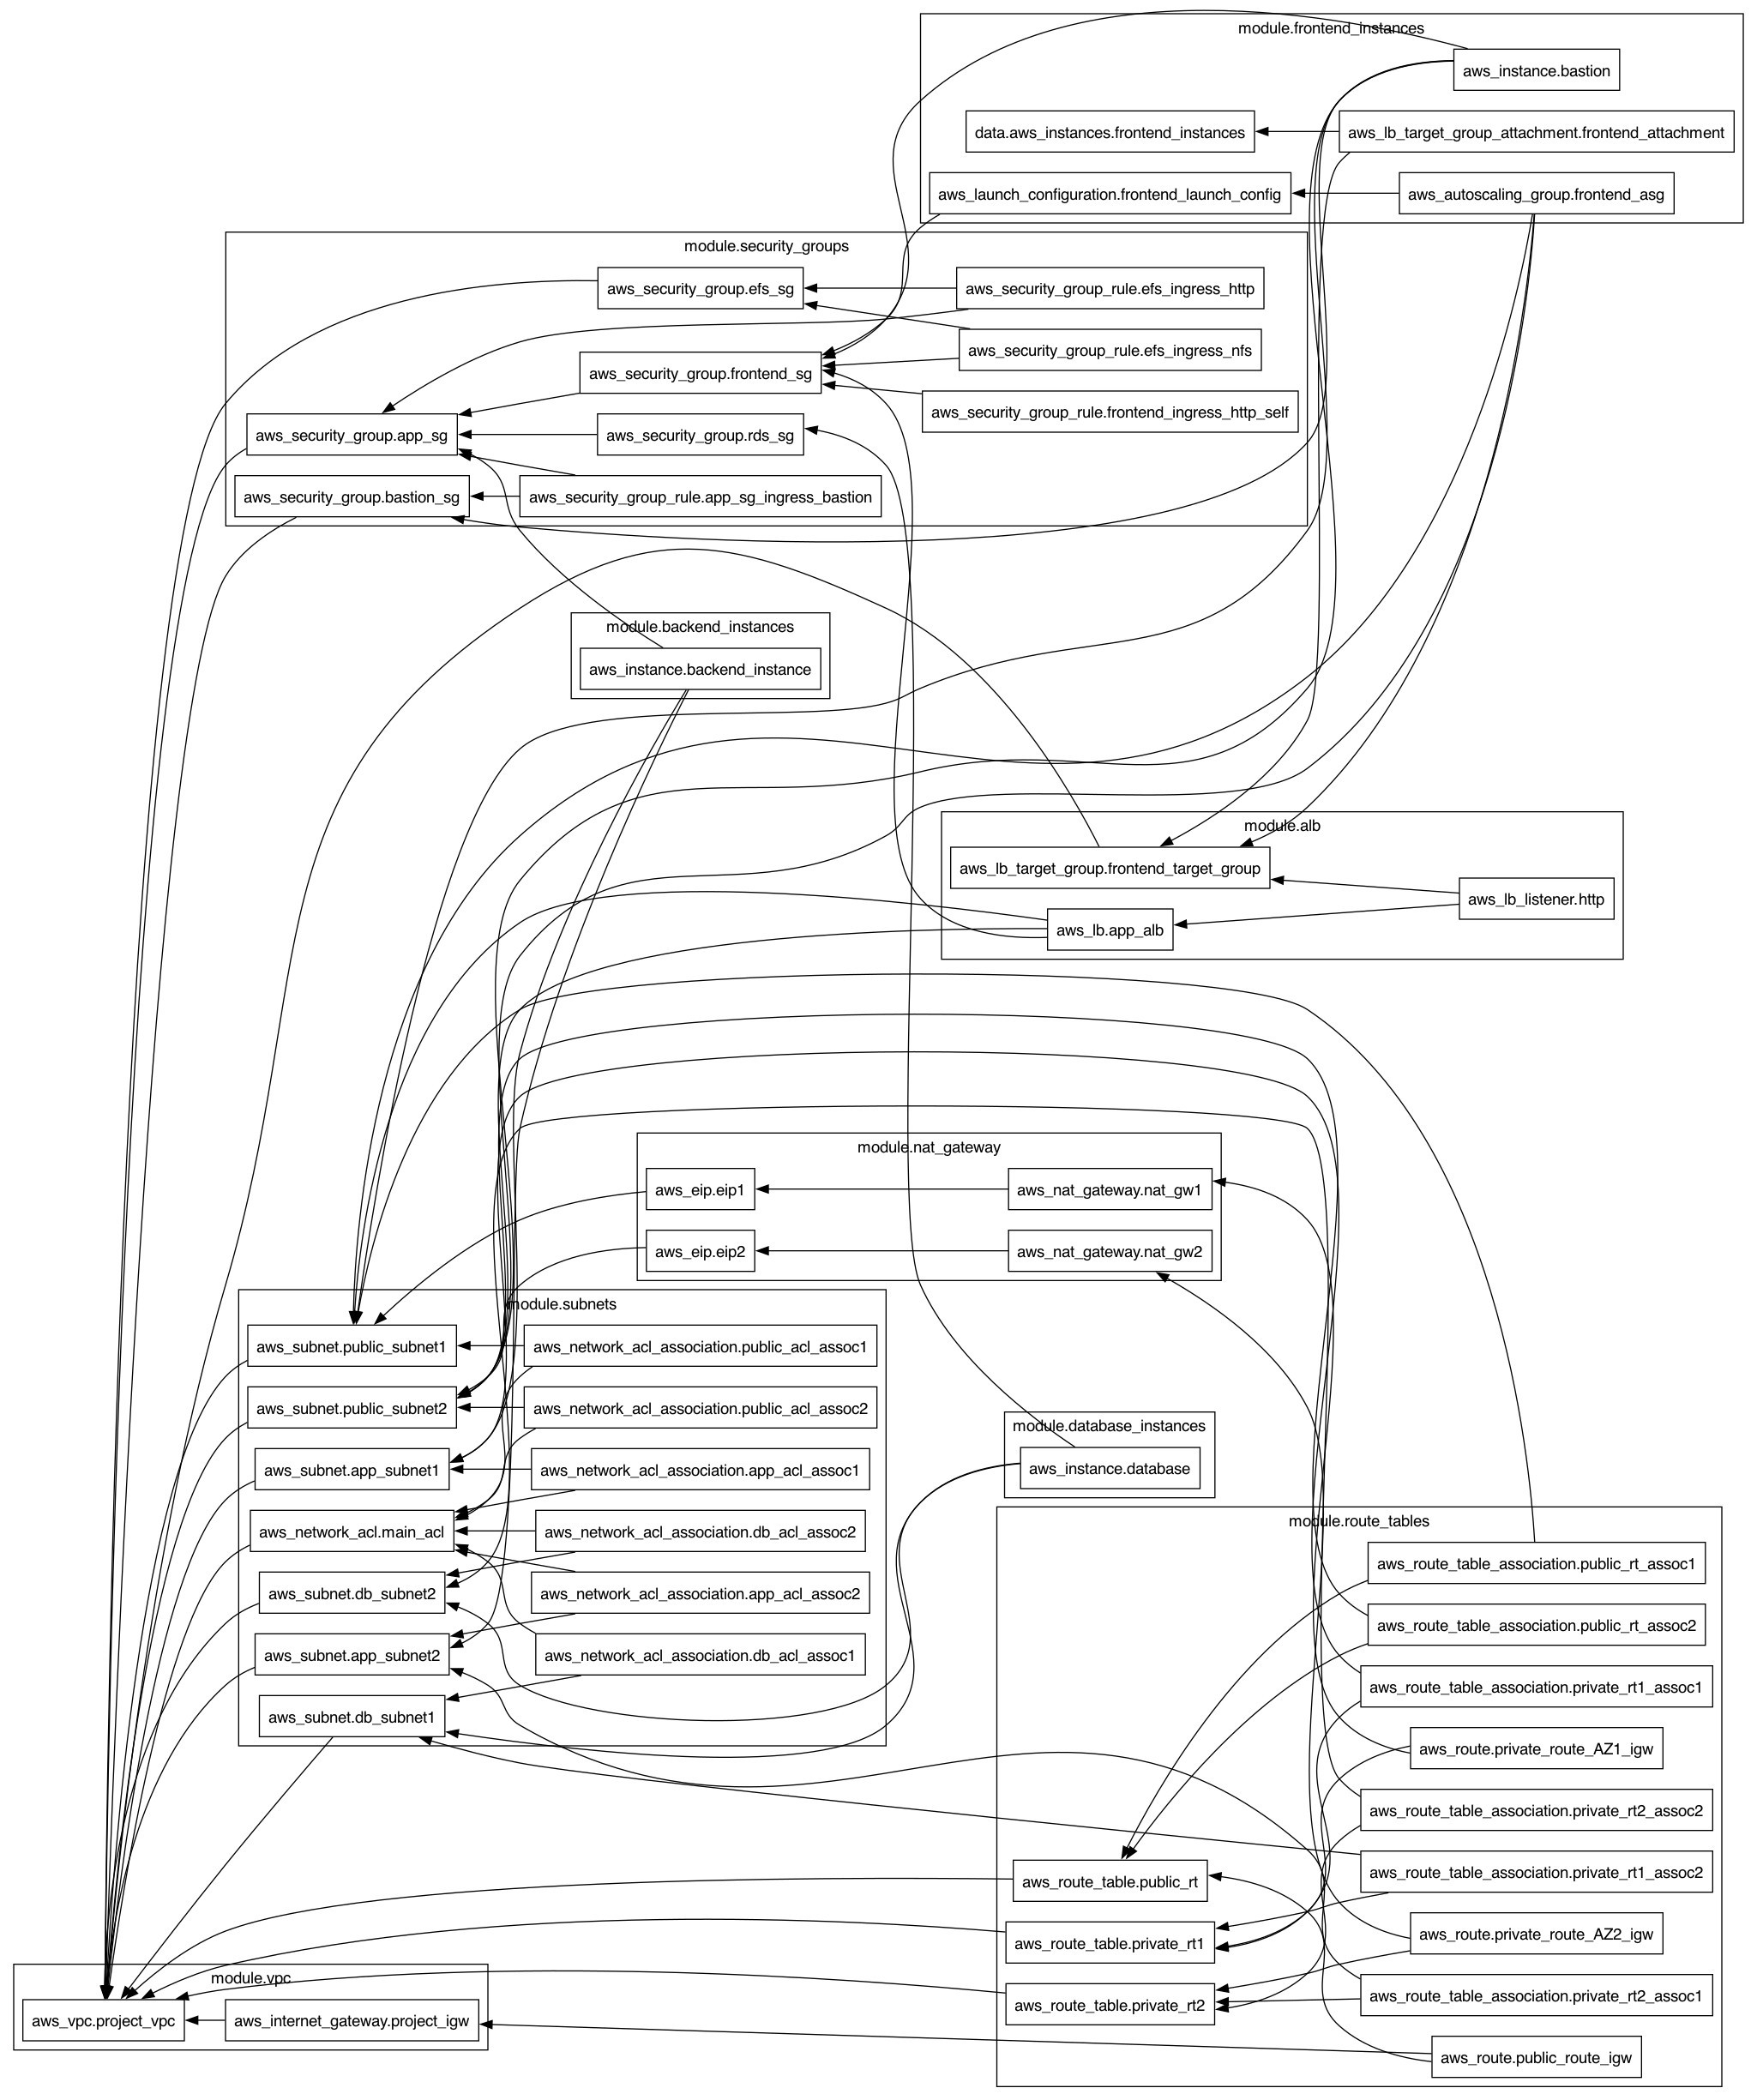 module.frontend_instances
aws_instance.bastion
data.aws_instances.frontend_instances
aws_lb_target_group_attachment.frontend_attachment
aws_launch_configuration.frontend_launch_config
aws_autoscaling_group.frontend_asg
module.security_groups
aws_security_group.efs_sg
aws_security_group_rule.efs_ingress_http
aws_security_group_rule.efs_ingress_nfs
aws_security_group.frontend_sg
aws_security_group_rule.frontend_ingress_http_self
aws_security_group.app_sg
aws_security_group.rds_sg
aws_security_group.bastion_sg
aws_security_group_rule.app_sg_ingress_bastion
module.backend_instances
aws_instance.backend_instance
module.alb
aws_lb_target_group.frontend_target_group
aws_lb_listener.http
aws_lb.app_alb
module.nat_gateway
aws_eip.eip1
aws_nat_gateway.nat_gw1
aws_eip.eip2
aws_nat_gateway.nat_gw2
module.subnets
aws_subnet.public_subnet1
aws_network_acl_association.public_acl_assoc1
aws_subnet.public_subnet2
aws_network_acl_association.public_acl_assoc2
aws_subnet.app_subnet1
aws_network_acl_association.app_acl_assoc1
aws_network_acl.main_acl
aws_network_acl_association.db_acl_assoc2
aws_subnet.db_subnet2
aws_network_acl_association.app_acl_assoc2
aws_subnet.app_subnet2
aws_network_acl_association.db_acl_assoc1
aws_subnet.db_subnet1
module.database_instances
aws_instance.database
module.route_tables
aws_route_table_association.public_rt_assoc1
aws_route_table_association.public_rt_assoc2
aws_route_table_association.private_rt1_assoc1
aws_route.private_route_AZ1_igw
aws_route_table_association.private_rt2_assoc2
aws_route_table_association.private_rt1_assoc2
aws_route_table.public_rt
aws_route.private_route_AZ2_igw
aws_route_table.private_rt1
aws_route_table_association.private_rt2_assoc1
aws_route_table.private_rt2
aws_route.public_route_igw
module.vpc
aws_vpc.project_vpc
aws_internet_gateway.project_igw